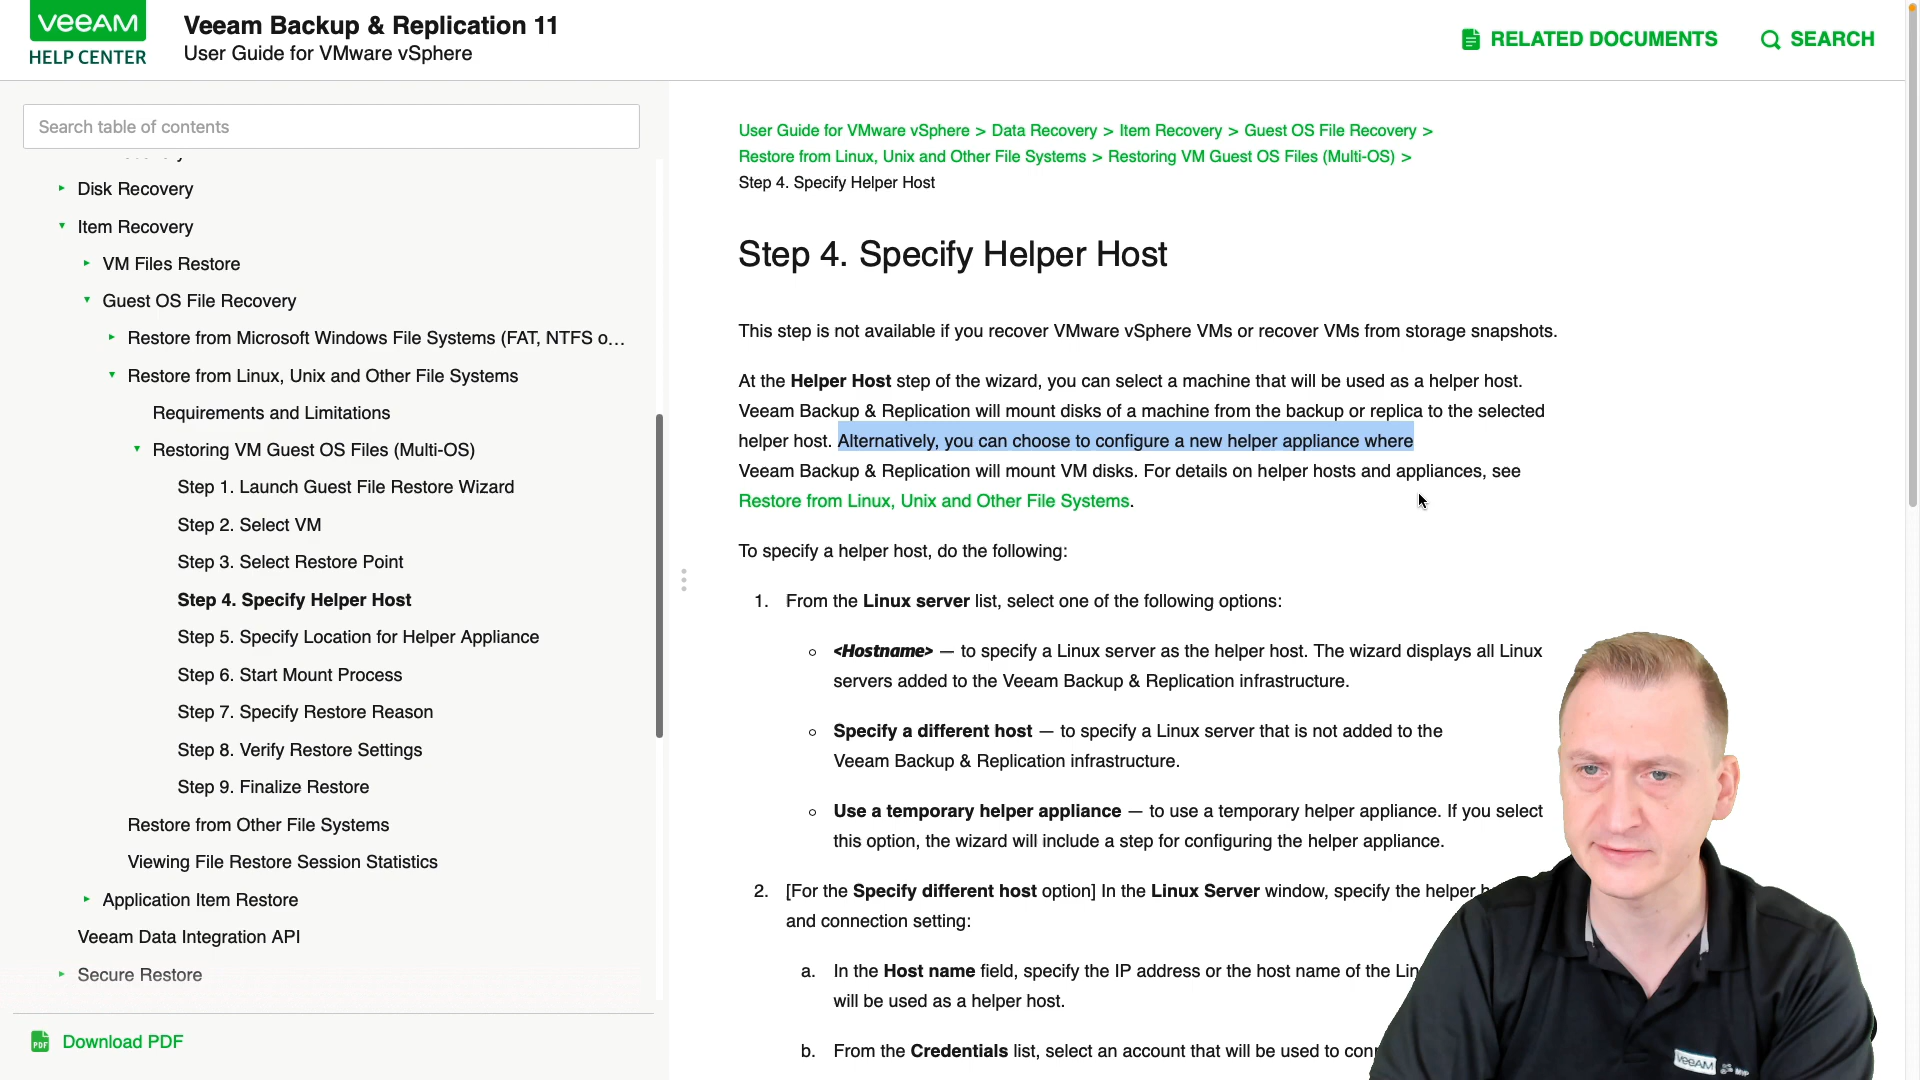 veeAM
HELP CENTER
Veeam Backup & Replication 11
User Guide for VMware vSphere
RELATED DOCUMENTS
SEARCH
Search table of contents
Disk Recovery
Item Recovery
VM Files Restore
Guest OS File Recovery
Restore from Microsoft Windows File Systems (FAT, NTFS o...
Restore from Linux, Unix and Other File Systems
Requirements and Limitations
Restoring VM Guest OS Files (Multi-OS)
Step 1. Launch Guest File Restore Wizard
Step 2. Select VM
Step 3. Select Restore Point
Step 4. Specify Helper Host
Step 5. Specify Location for Helper Appliance
Step 6. Start Mount Process
Step 7. Specify Restore Reason
Step 8. Verify Restore Settings
Step 9. Finalize Restore
Restore from Other File Systems
Viewing File Restore Session Statistics
Application Item Restore
Veeam Data Integration API
Secure Restore
PDF Download PDF
User Guide for VMware vSphere > Data Recovery > Item Recovery > Guest OS File Recovery >
Restore from Linux, Unix and Other File Systems > Restoring VM Guest OS Files (Multi-OS) >
Step 4. Specify Helper Host
Step 4. Specify Helper Host
This step is not available if you recover VMware vSphere VMs or recover VMs from storage snapshots.
At the Helper Host step of the wizard, you can select a machine that will be used as a helper host.
Veeam Backup & Replication will mount disks of a machine from the backup or replica to the selected
helper host. Alternatively, you can choose to configure a new helper appliance where
Veeam Backup & Replication will mount VM disks. For details on helper hosts and appliances, see
Restore from Linux, Unix and Other File Systems.
To specify a helper host, do the following:
1. From the Linux server list, select one of the following options:
○ <Hostname> — to specify a Linux server as the helper host. The wizard displays all Linux
servers added to the Veeam Backup & Replication infrastructure.
○ Specify a different host — to specify a Linux server that is not added to the
Veeam Backup & Replication infrastructure.
○ Use a temporary helper appliance — to use a temporary helper appliance. If you select
this option, the wizard will include a step for configuring the helper appliance.
2. [For the Specify different host option] In the Linux Server window, specify the helper
and connection setting:
a. In the Host name field, specify the IP address or the host name of the
will be used as a helper host.
b. From the Credentials list, select an account that will be used to
veeAM